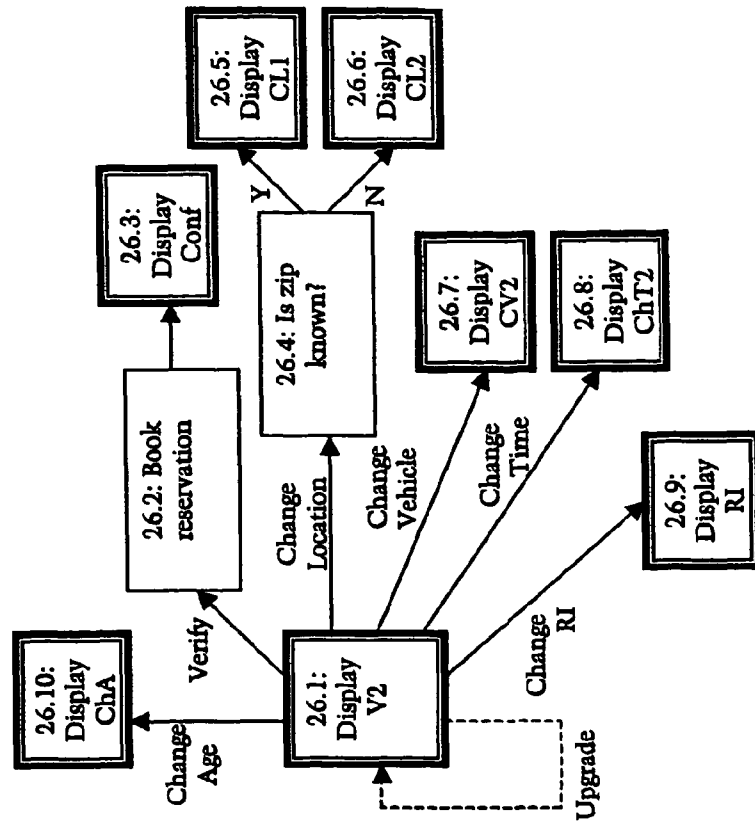 26.10:
Display
ChA
Change
Age
Verify
26.2: Book
reservation
26.3:
Display
Conf
26.1:
Display
V2
Change
Location
26.4: Is zip
known?
Y
N
26.5:
Display
CL1
26.6:
Display
CL2
Change
Vehicle
26.7:
Display
CV2
Change
Time
26.8:
Display
ChT2
Change
RI
26.9:
Display
RI
Upgrade